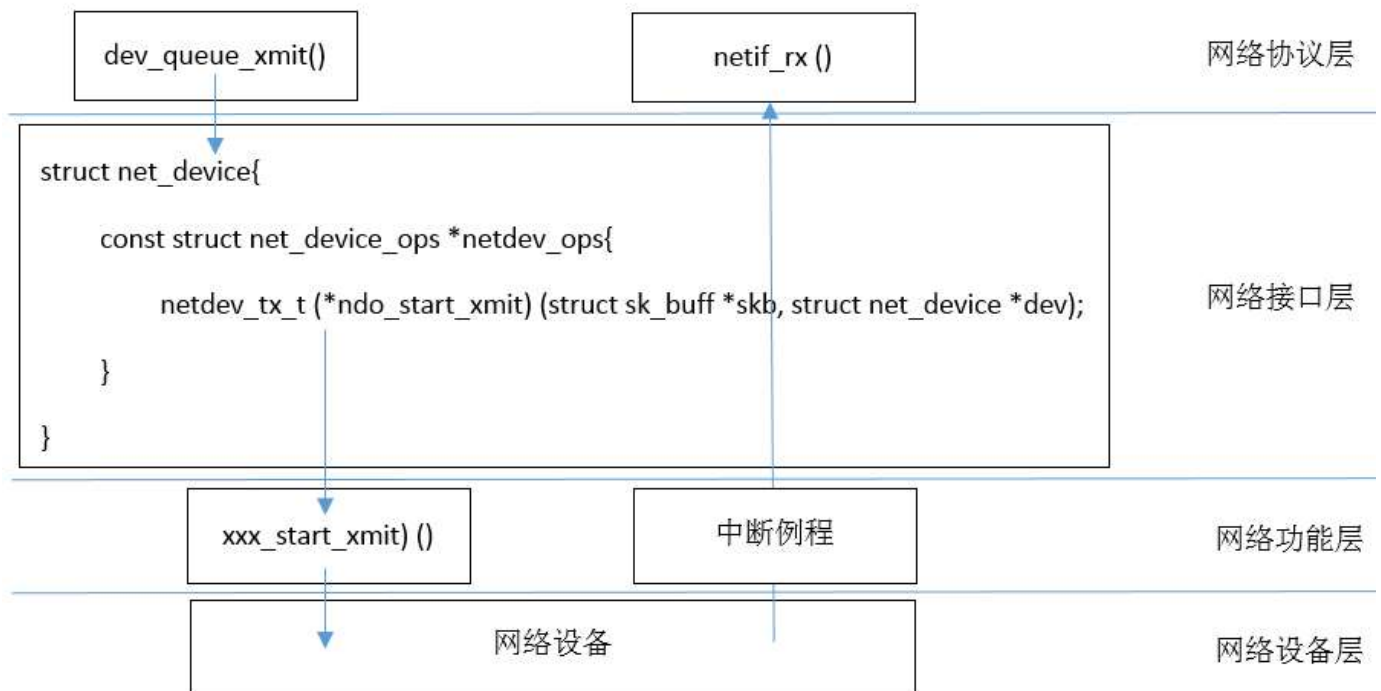 dev_queue_xmit()
netif_rx ()
网络协议层
struct net_device{
const struct net_device_ops *netdev_ops{
netdev_tx_t (*ndo_start_xmit) (struct sk_buff *skb, struct net_device *dev);
网络接口层
}
}
xxx_start_xmit) ()
中断例程
网络功能层
网络设备
网络设备层